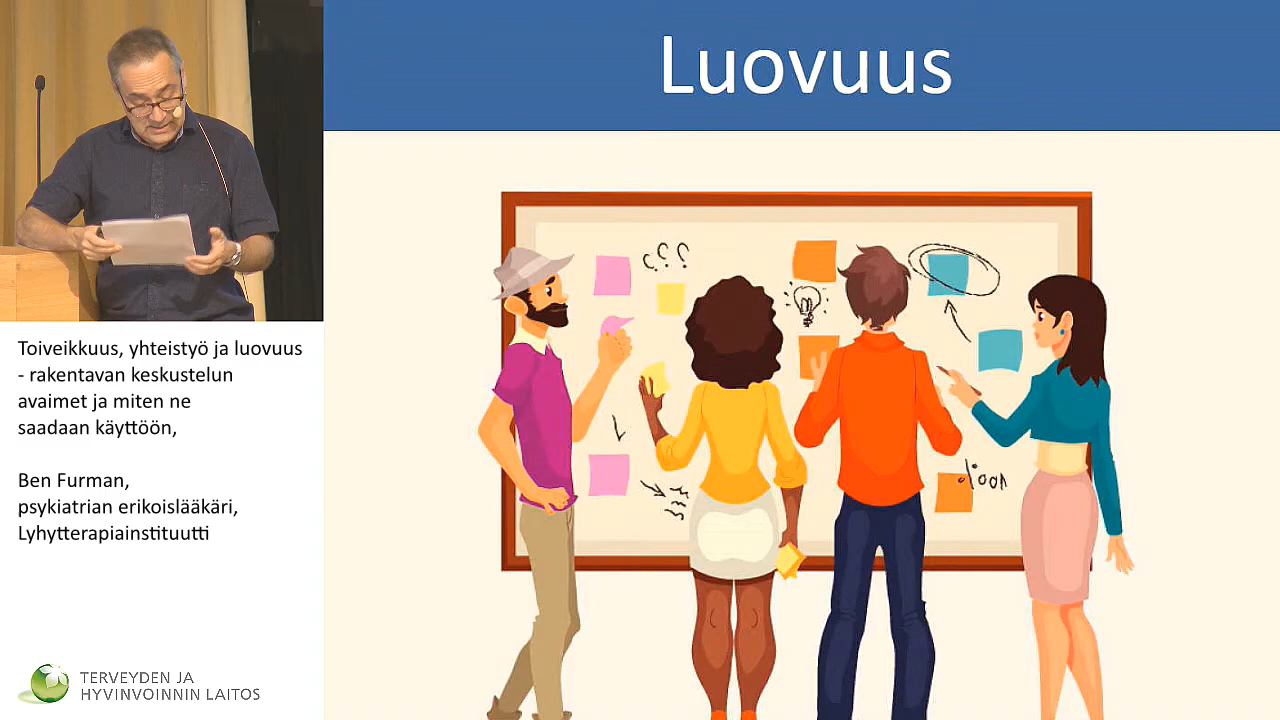 Luovuus
???
Toiveikkuus, yhteistyö ja luovuus
- rakentavan keskustelun
avaimet ja miten ne
saadaan käyttöön,
Ben Furman,
psykiatrian erikoislääkäri,
Lyhytterapiainstituutti
TERVEYDEN JA
HYVINVOINNIN LAITOS